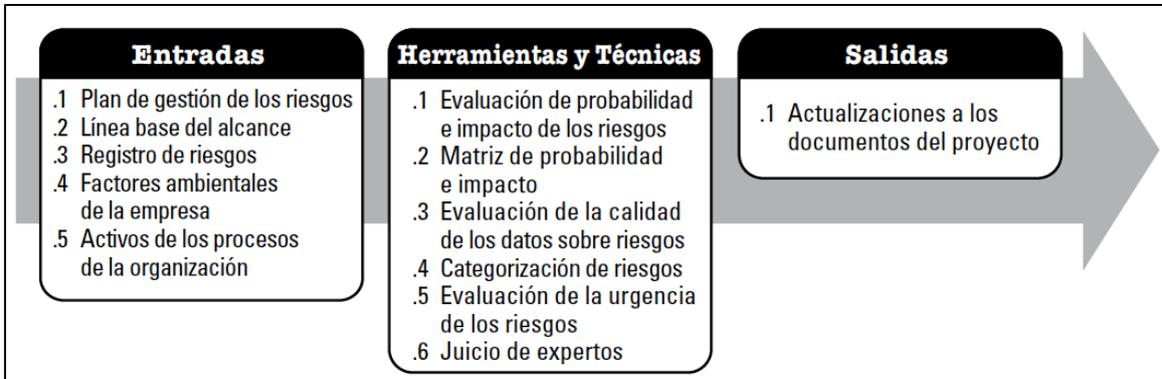 Entradas
.1 Plan de gestión de los riesgos
.2 Línea base del alcance
.3 Registro de riesgos
.4 Factores ambientales
de la empresa
.5 Activos de los procesos
de la organización
Herramientas y Técnicas
.1 Evaluación de probabilidad
e impacto de los riesgos
.2 Matriz de probabilidad
e impacto
.3 Evaluación de la calidad
de los datos sobre riesgos
.4 Categorización de riesgos
.5 Evaluación de la urgencia
de los riesgos
.6 Juicio de expertos
Salidas
.1 Actualizaciones a los
documentos del proyecto